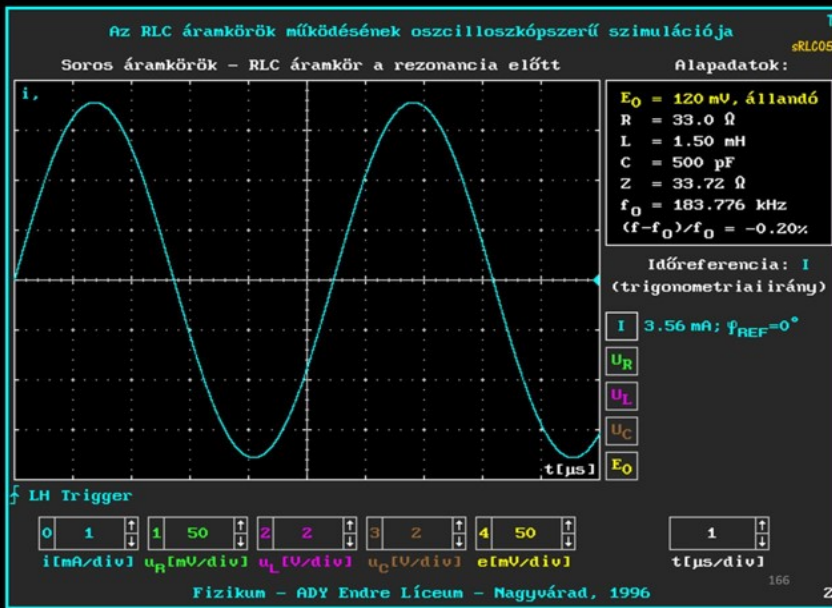 Az RLC áramkörök működésének oszcilloszkópszerű szimulációja
sRLC05
Soros áramkörök – RLC áramkör a rezonancia előtt
Alapadatok:
i,
E₀ = 120 mV, állandó
R = 33.0 Ω
L = 1.50 mH
C = 500 pF
Z = 33.72 Ω
f₀ = 183.776 kHz
(f-f₀)/f₀ = -0.20%
Időreferencia: I
(trigonometriai irány)
I 3.56 mA; φREF=0°
UR
UL
UC
E₀
t[µs]
LH Trigger
0 1 1 50 2 2 3 2 4 50 1
i[mA/div] uR[mV/div] uL[V/div] uC[V/div] e[mV/div] t[µs/div]
166
Fizikum – ADY Endre Líceum – Nagyvárad, 1996